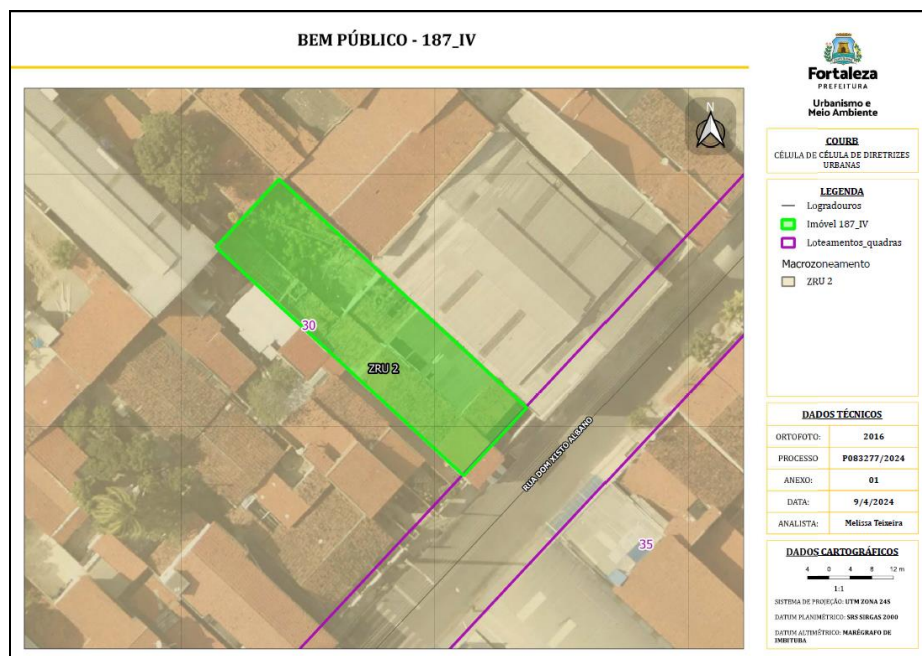 BEM PÚBLICO - 187_IV
Fortaleza
PREFEITURA
Urbanismo e
Meio Ambiente
COURB
CÉLULA DE CÉLULA DE DIRETRIZES
URBANAS
LEGENDA
Logradouros
Imóvel 187_IV
Loteamentos_quadras
Macrozoneamento
ZRU 2
N
30
ZRU 2
RUA DOM XISTO ALBANO
35
DADOS TÉCNICOS
ORTOFOTO: 2016
PROCESSO P083277/2024
ANEXO: 01
DATA: 9/4/2024
ANALISTA: Melissa Teixeira
DADOS CARTOGRÁFICOS
4 0 4 8 12 m
1:1
SISTEMA DE PROJEÇÃO: UTM ZONA 24S
DATUM PLANIMÉTRICO: SRS SIRGAS 2000
DATUM ALTIMÉTRICO: MARÉGRAFO DE
IMBITUBA